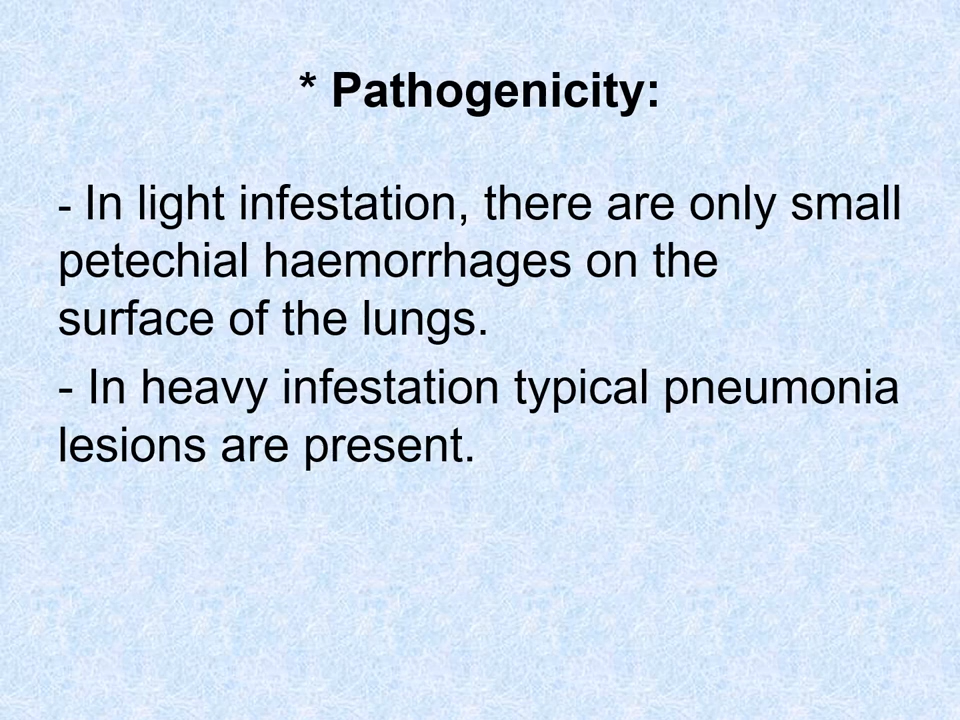 * Pathogenicity:
- In light infestation, there are only small
petechial haemorrhages on the
surface of the lungs.
- In heavy infestation typical pneumonia
lesions are present.